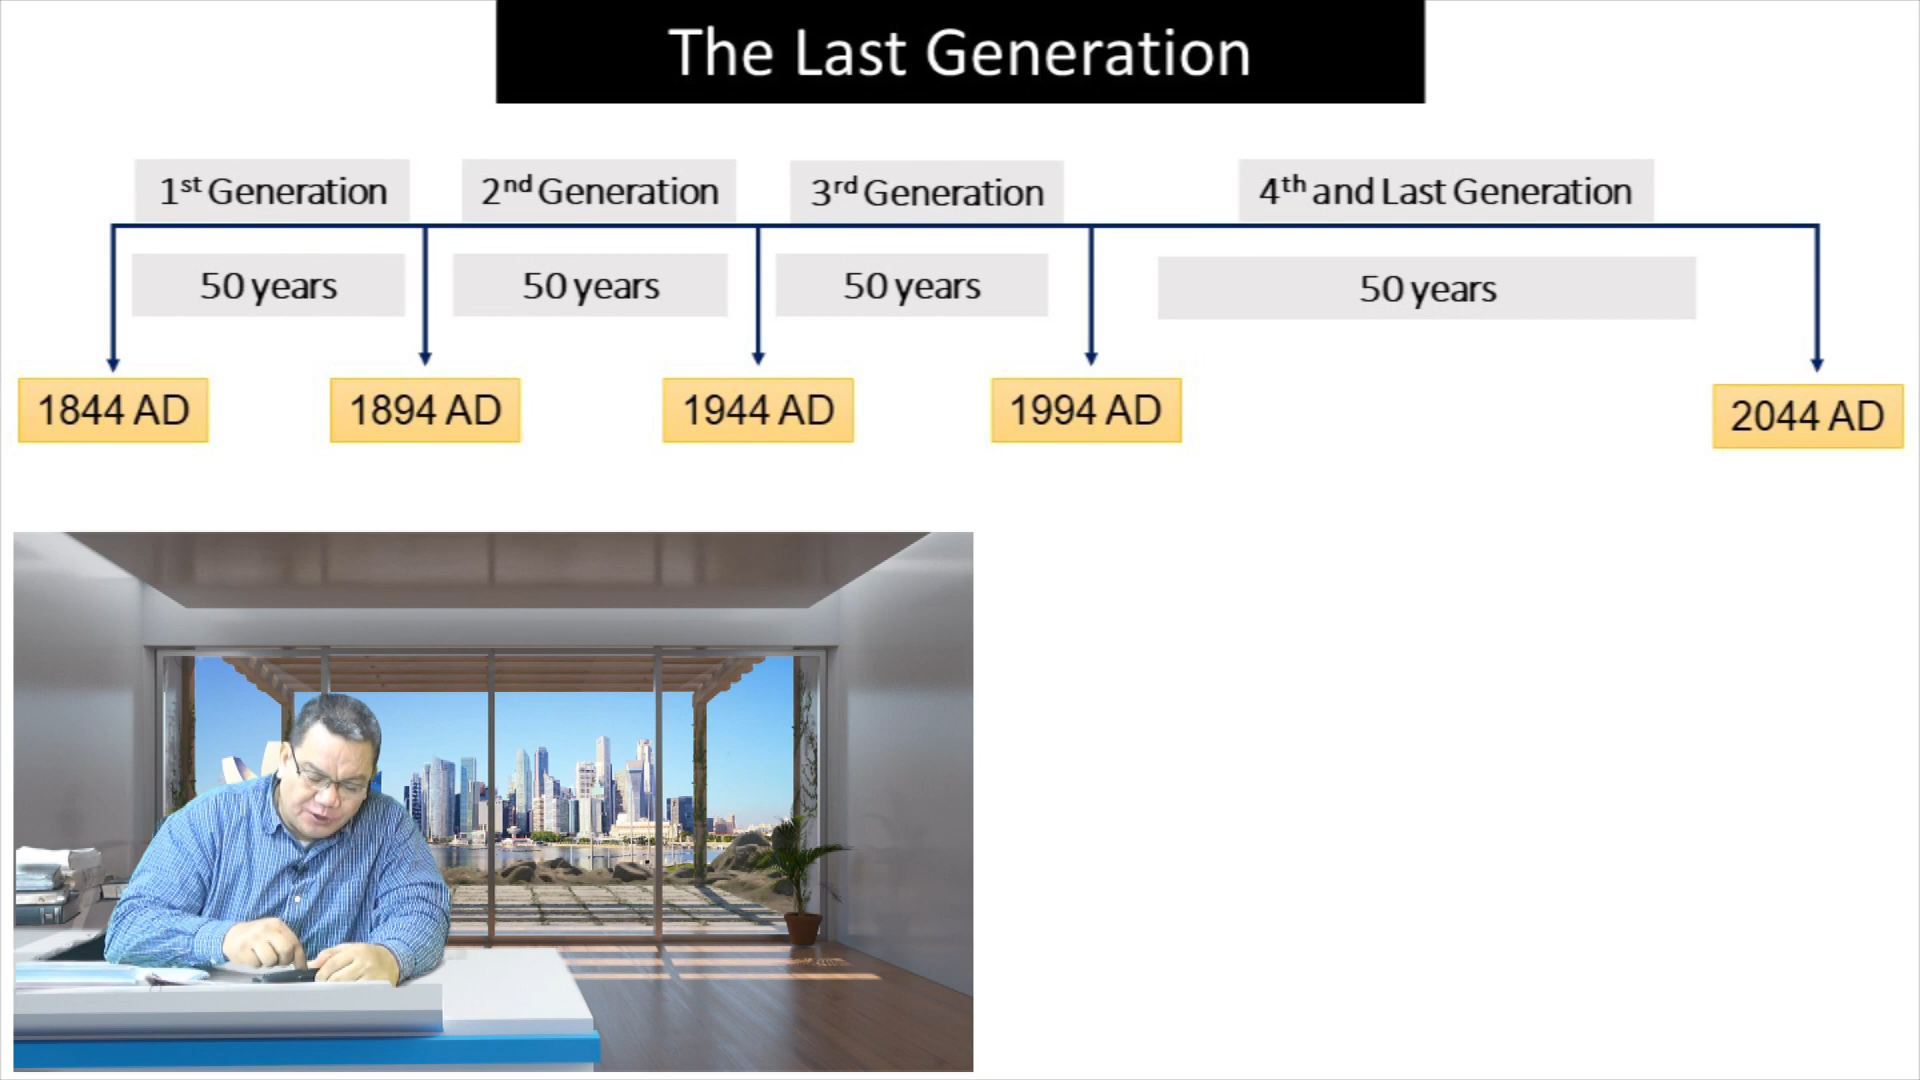 The Last Generation
1st Generation
2nd Generation
3rd Generation
4th and Last Generation
50 years
50 years
50 years
50 years
1844 AD
1894 AD
1944 AD
1994 AD
2044 AD